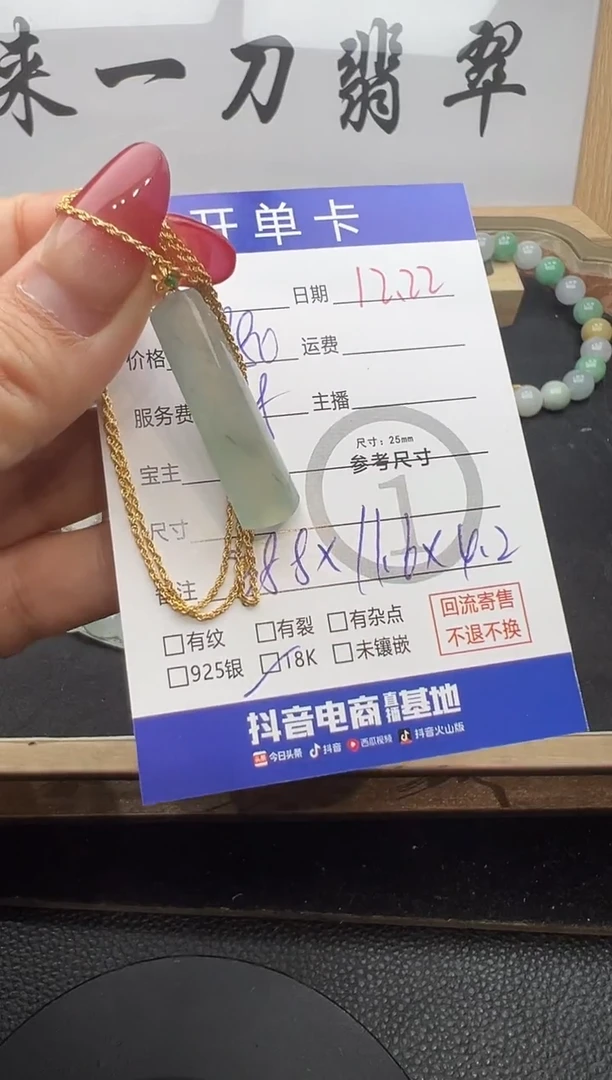 来一刀翡翠
开单卡
日期 12.22
价格 运费
服务费 主播
尺寸：25mm
宝主 参考尺寸
尺寸
1
备注 88×11.6×4.2
□有纹 □有裂 □有杂点
□925银 □18K □未镶嵌
回流寄售
不退不换
抖音电商直播基地
头条 今日头条 抖音 西瓜视频 抖音火山版